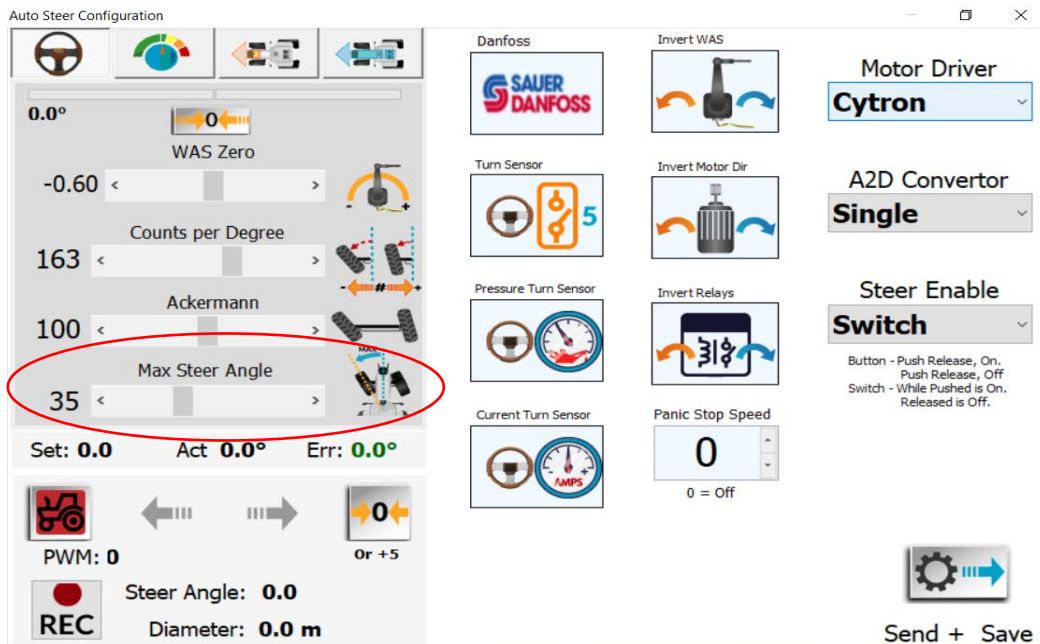 Auto Steer Configuration
0.0°
0
WAS Zero
-0.60
- +
Counts per Degree
163
- # +
Ackermann
100
Max Steer Angle
MAX
35
Set: 0.0 Act 0.0° Err: 0.0°
0
PWM: 0
0r +5
REC
Steer Angle: 0.0
Diameter: 0.0 m
Danfoss
SAUER
DANFOSS
Turn Sensor
5
Pressure Turn Sensor
Current Turn Sensor
- +
AMPS
Invert WAS
Invert Motor Dir
Invert Relays
Panic Stop Speed
0
0 = Off
Motor Driver
Cytron
A2D Convertor
Single
Steer Enable
Switch
Button - Push Release, On.
Push Release, Off
Switch - While Pushed is On.
Released is Off.
Send + Save